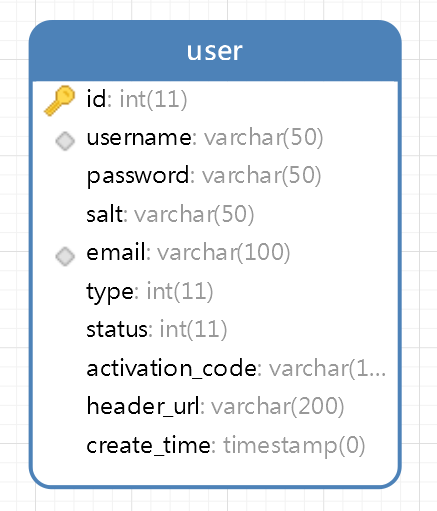 user
id: int(11)
username: varchar(50)
password: varchar(50)
salt: varchar(50)
email: varchar(100)
type: int(11)
status: int(11)
activation_code: varchar(1...
header_url: varchar(200)
create_time: timestamp(0)